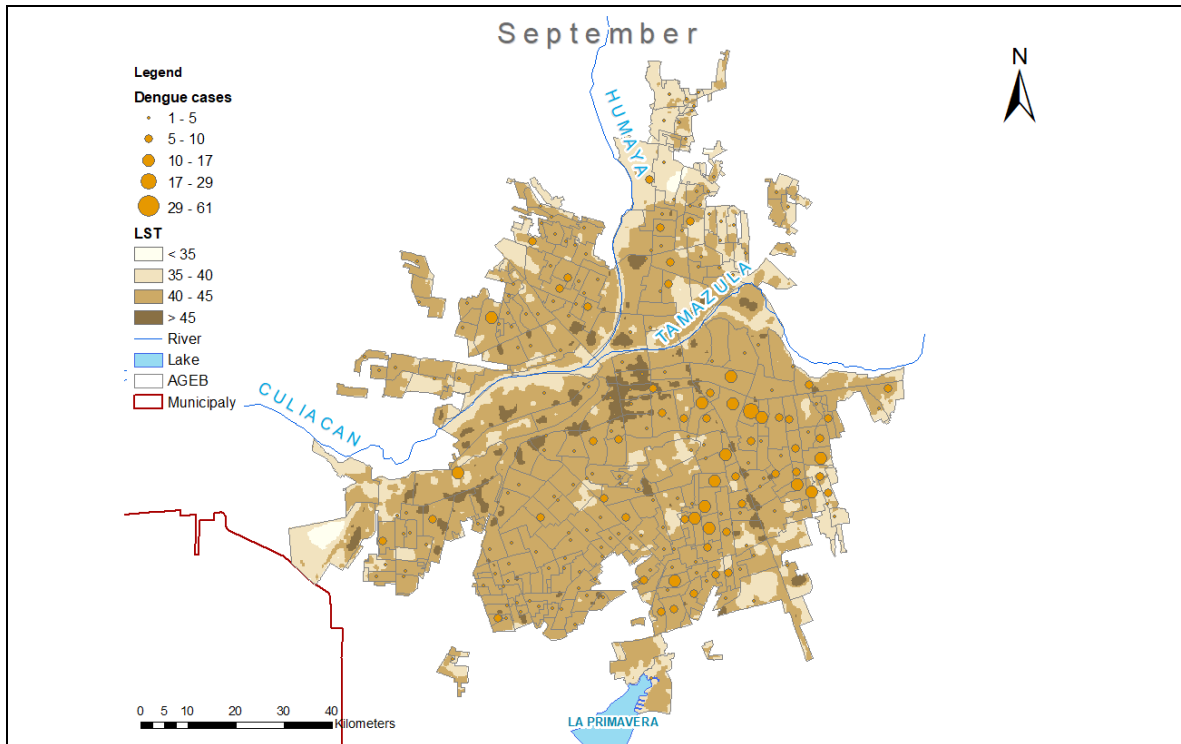 September
Legend
Dengue cases
1 - 5
5 - 10
10 - 17
17 - 29
29 - 61
LST
< 35
35 - 40
40 - 45
> 45
River
Lake
AGEB
Municipaly
N
HUMAYA
TAMAZULA
CULIACAN
LA PRIMAVERA
0 5 10 20 30 40
Kilometers